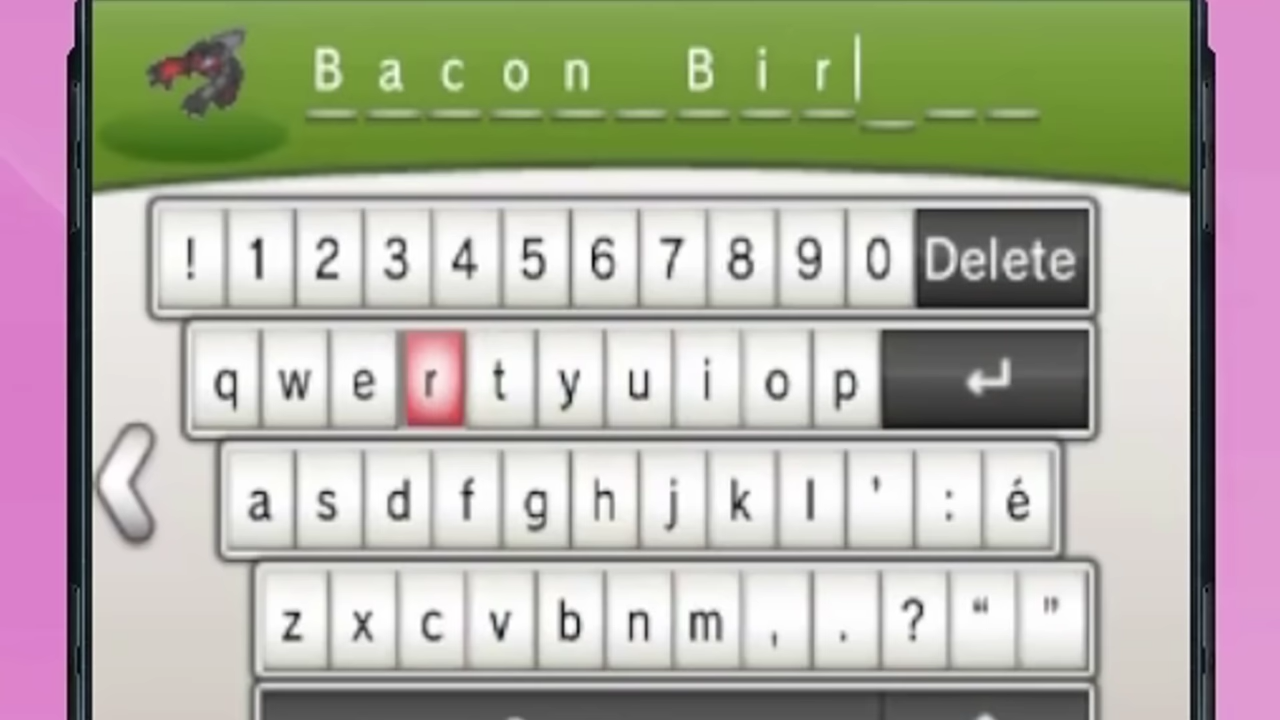 Bacon Bir
! 1 2 3 4 5 6 7 8 9 0 Delete
q w e r t y u i o p ↵
a s d f g h j k l ' : é
z x c v b n m , . ? “ ”